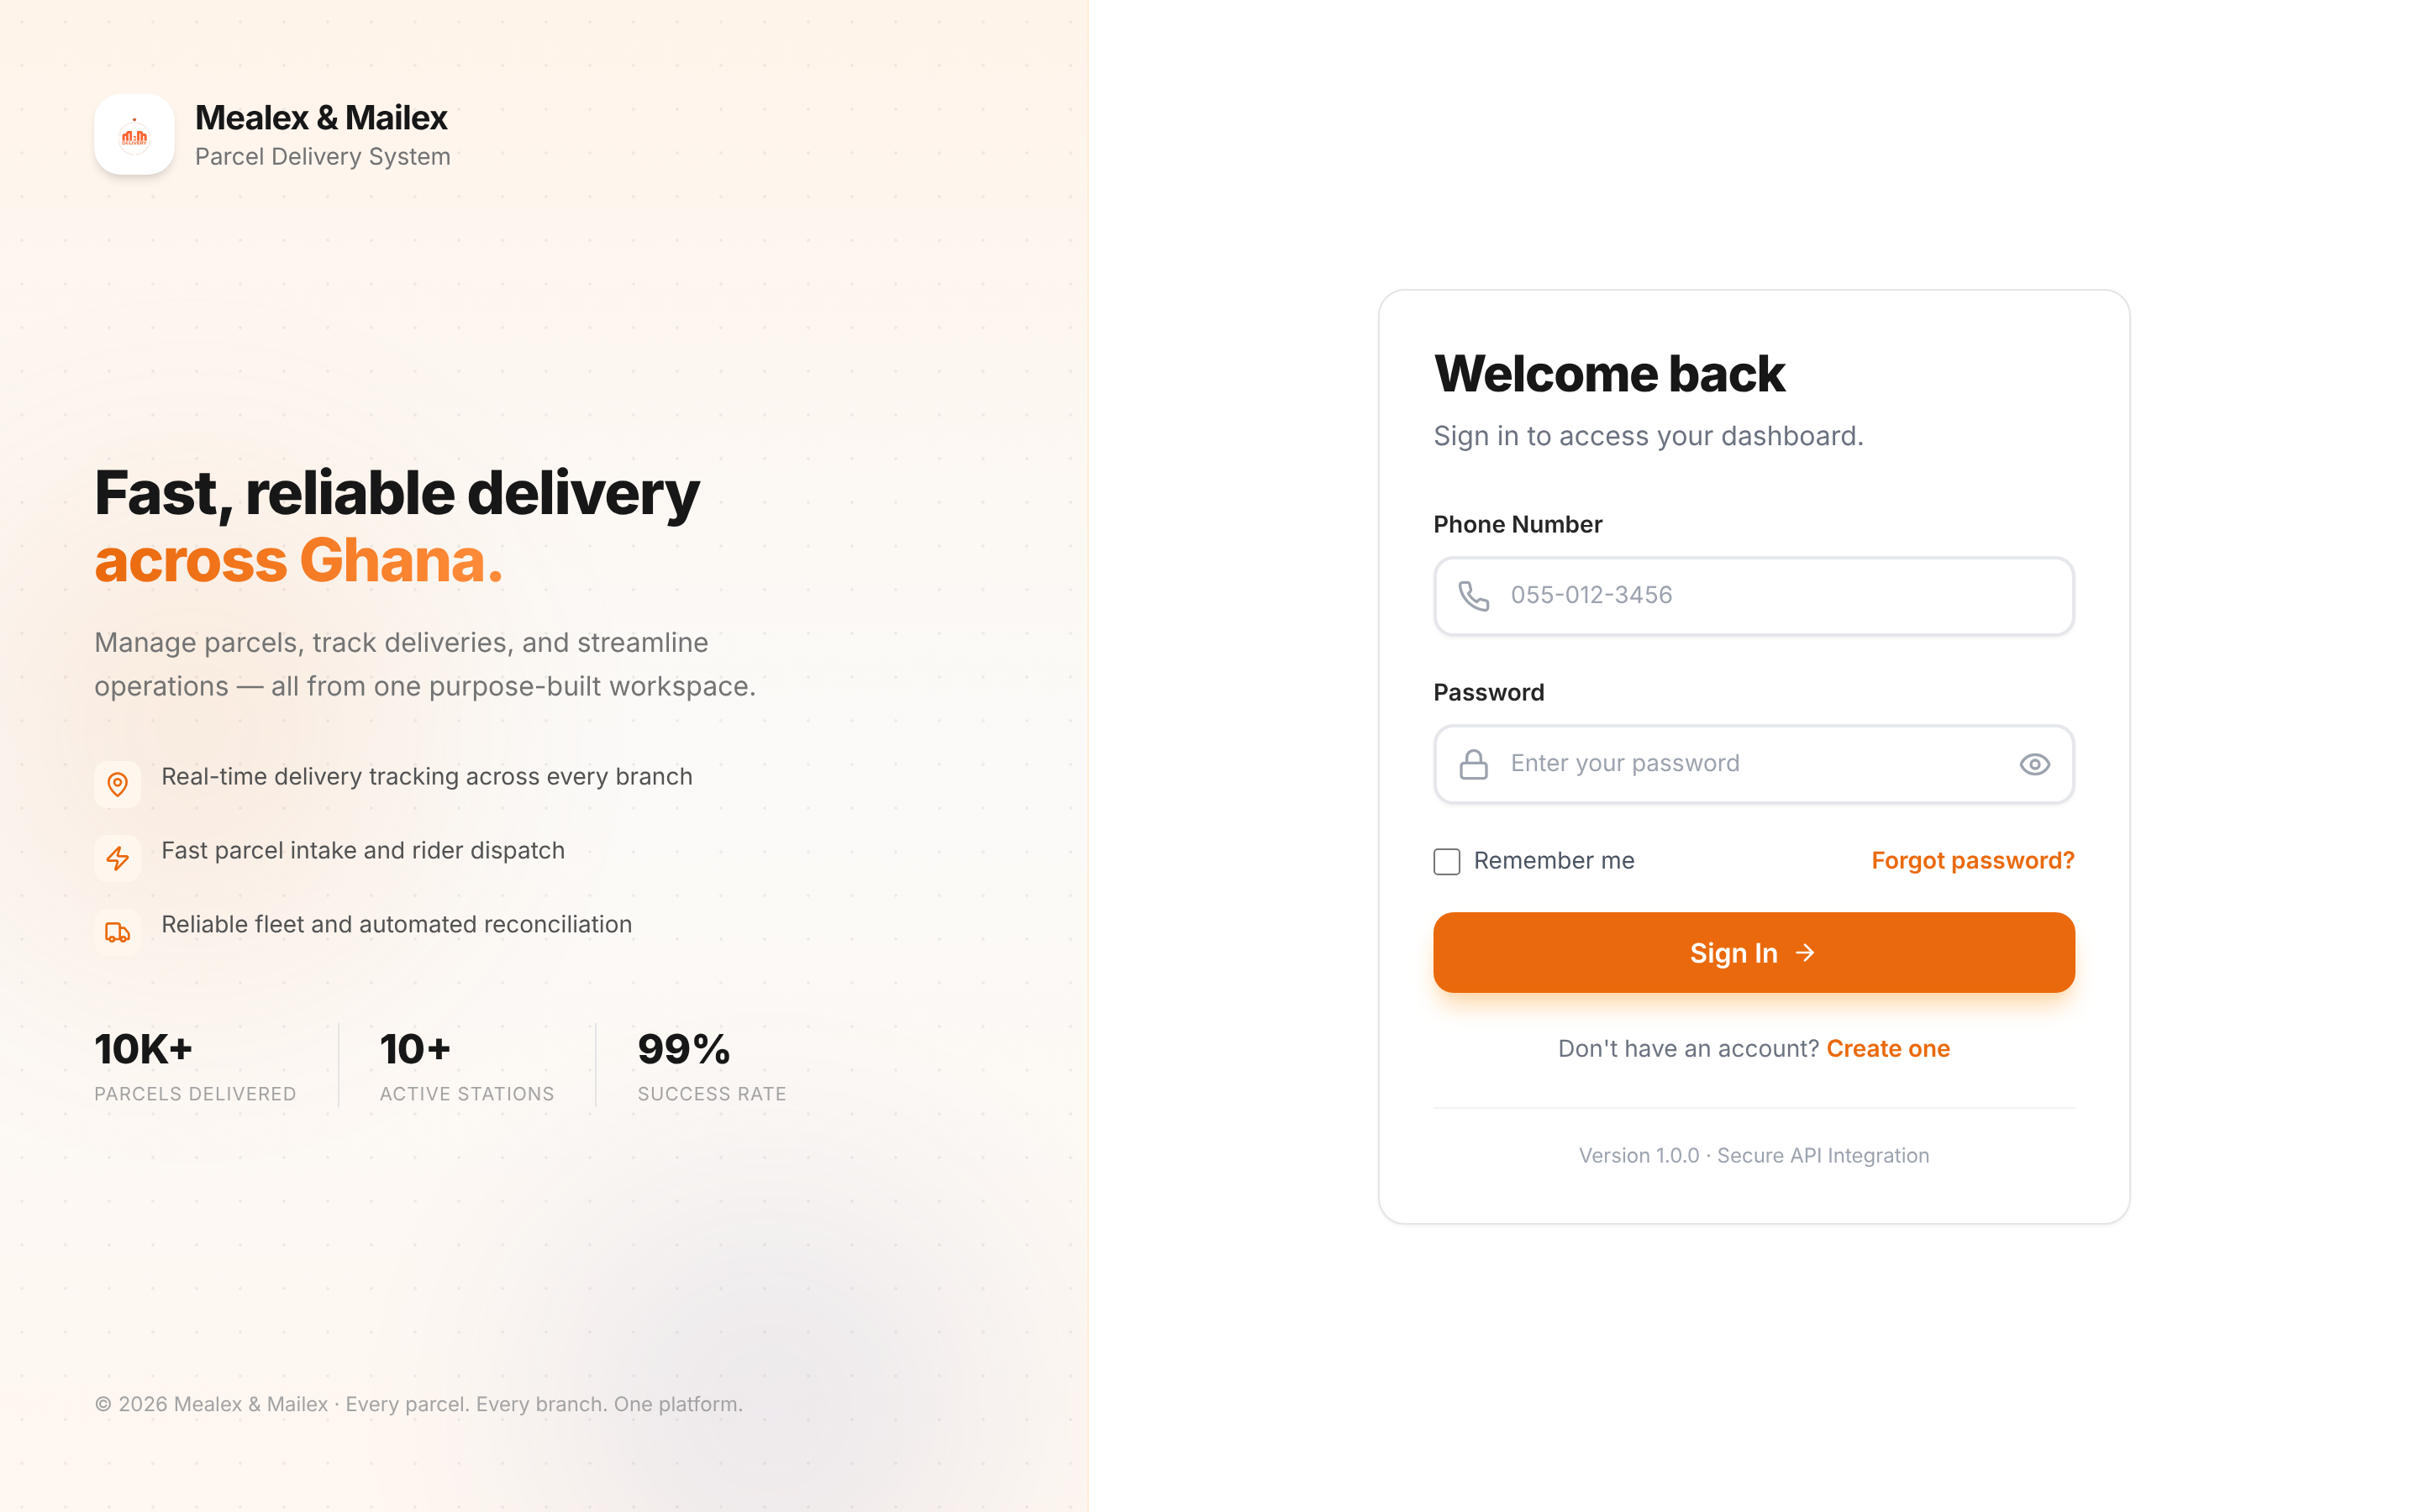 Mealex & Mailex
Parcel Delivery System
Fast, reliable delivery
across Ghana.
Manage parcels, track deliveries, and streamline
operations — all from one purpose-built workspace.
Real-time delivery tracking across every branch
Fast parcel intake and rider dispatch
Reliable fleet and automated reconciliation
10K+
PARCELS DELIVERED
10+
ACTIVE STATIONS
99%
SUCCESS RATE
© 2026 Mealex & Mailex · Every parcel. Every branch. One platform.
Welcome back
Sign in to access your dashboard.
Phone Number
055-012-3456
Password
Enter your password
Remember me
Forgot password?
Sign In
Don't have an account? Create one
Version 1.0.0 · Secure API Integration